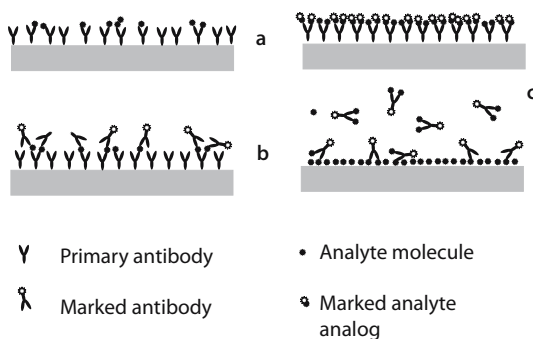 a
b
c
Primary antibody
Marked antibody
Analyte molecule
Marked analyte
analog